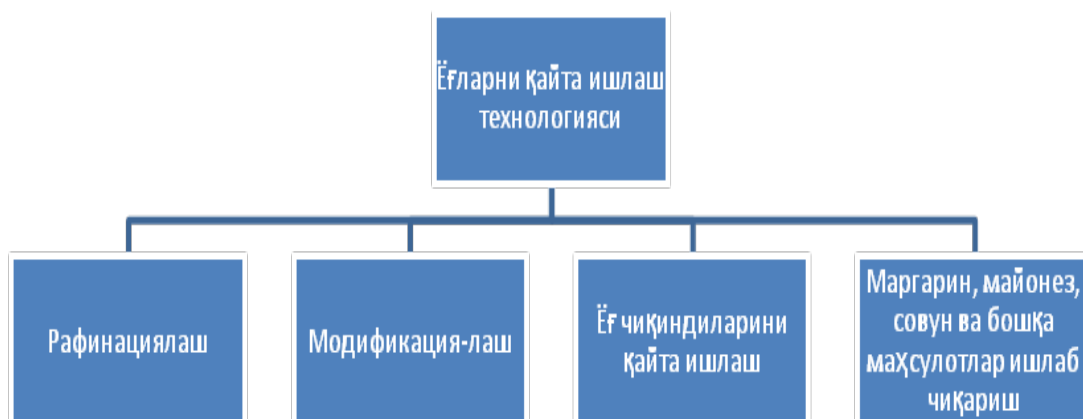 Ёғларни қайта ишлаш
технологияси
Рафинациялаш
Модификация-лаш
Ёғ чиқиндиларини
қайта ишлаш
Маргарин, майонез,
совун ва бошқа
маҳсулотлар ишлаб
чиқариш